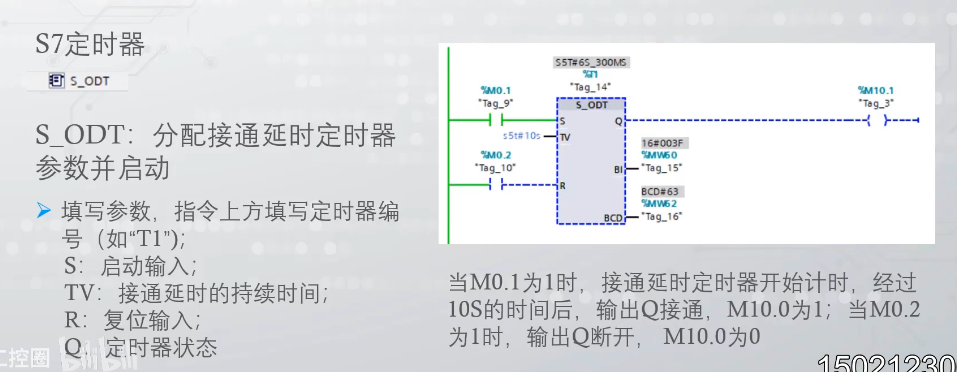 S7定时器
S_ODT
S_ODT：分配接通延时定时器
参数并启动
填写参数，指令上方填写定时器编
号（如“T1”)；
S：启动输入；
TV：接通延时的持续时间；
R：复位输入；
Q：定时器状态
S5T#6S_300MS
%T1
"Tag_14"
%M0.1
"Tag_9"
S_ODT
%M10.1
"Tag_3"
S
Q
s5t#10s
TV
%M0.2
"Tag_10"
16#003F
%MW60
BI
"Tag_15"
R
BCD#63
%MW62
BCD
"Tag_16"
当M0.1为1时，接通延时定时器开始计时，经过
10S的时间后，输出Q接通，M10.0为1；当M0.2
为1时，输出Q断开， M10.0为0
控圈
bilibili
15021230